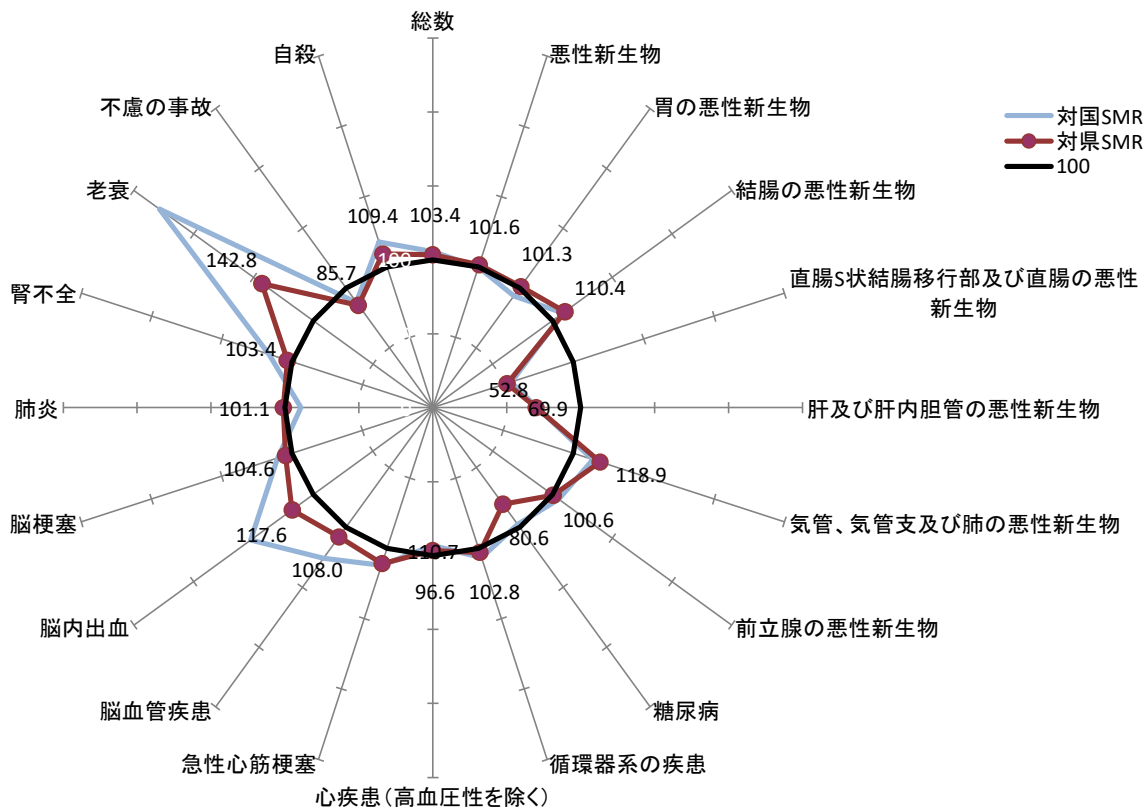 総数
自殺
悪性新生物
不慮の事故
胃の悪性新生物
対国SMR
対県SMR
100
老衰
結腸の悪性新生物
109.4
103.4
101.6
101.3
142.8
85.7
100
110.4
腎不全
直腸S状結腸移行部及び直腸の悪性
新生物
103.4
52.8
肺炎
101.1
69.9
肝及び肝内胆管の悪性新生物
104.6
118.9
脳梗塞
117.6
100.6
気管、気管支及び肺の悪性新生物
108.0
110.7
80.6
96.6
102.8
脳内出血
前立腺の悪性新生物
脳血管疾患
糖尿病
急性心筋梗塞
循環器系の疾患
心疾患（高血圧性を除く）